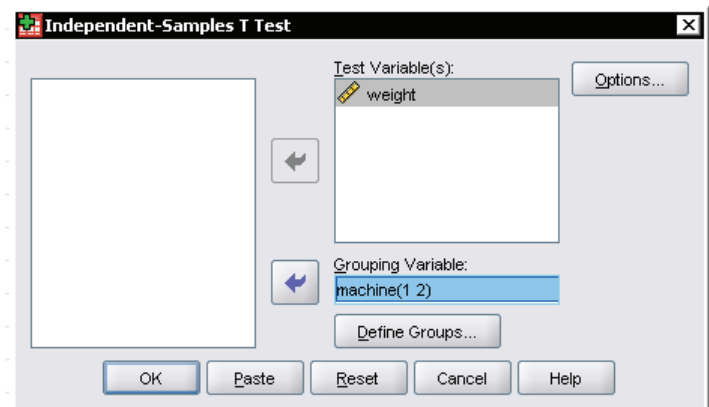 Independent-Samples T Test
Test Variable(s):
weight
Options...
Grouping Variable:
machine(1 2)
Define Groups...
OK
Paste
Reset
Cancel
Help